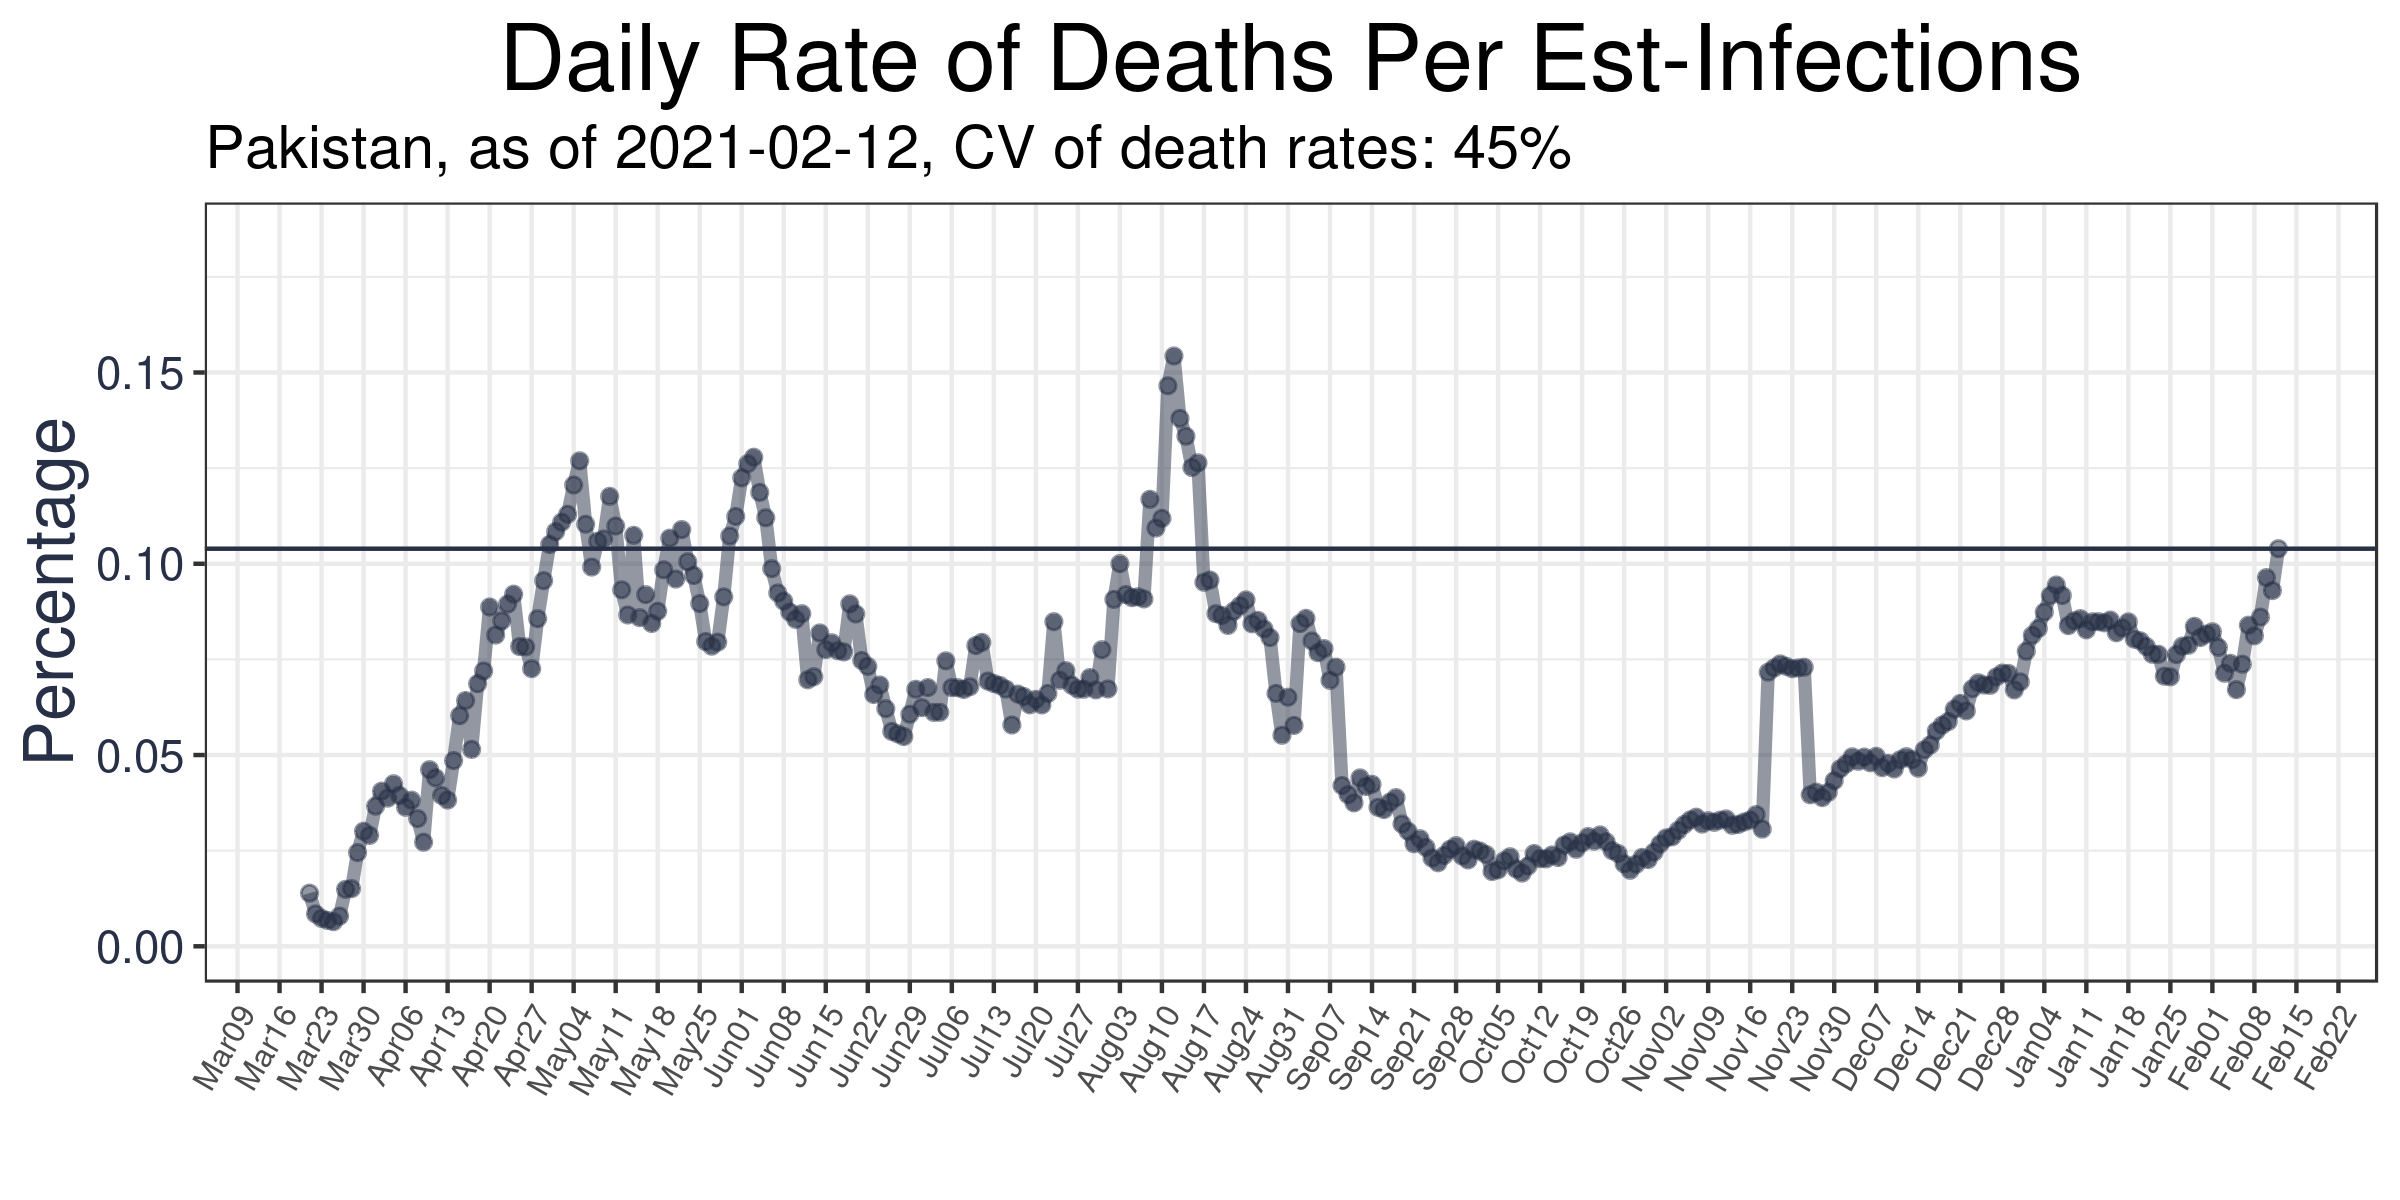 Daily Rate of Deaths Per Est-Infections
Pakistan, as of 2021-02-12, CV of death rates: 45%
Percentage
0.15
0.10
0.05
0.00
Mar09 Mar16 Mar23 Mar30 Apr06 Apr13 Apr20 Apr27 May04 May11 May18 May25 Jun01 Jun08 Jun15 Jun22 Jun29 Jul06 Jul13 Jul20 Jul27 Aug03 Aug10 Aug17 Aug24 Aug31 Sep07 Sep14 Sep21 Sep28 Oct05 Oct12 Oct19 Oct26 Nov02 Nov09 Nov16 Nov23 Nov30 Dec07 Dec14 Dec21 Dec28 Jan04 Jan11 Jan18 Jan25 Feb01 Feb08 Feb15 Feb22